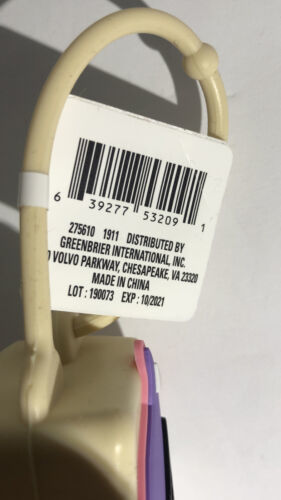 6 39277 53209 1
275610 1911 DISTRIBUTED BY
GREENBRIER INTERNATIONAL, INC.
VOLVO PARKWAY, CHESAPEAKE, VA 23320
MADE IN CHINA
LOT : 190073 EXP : 10/2021